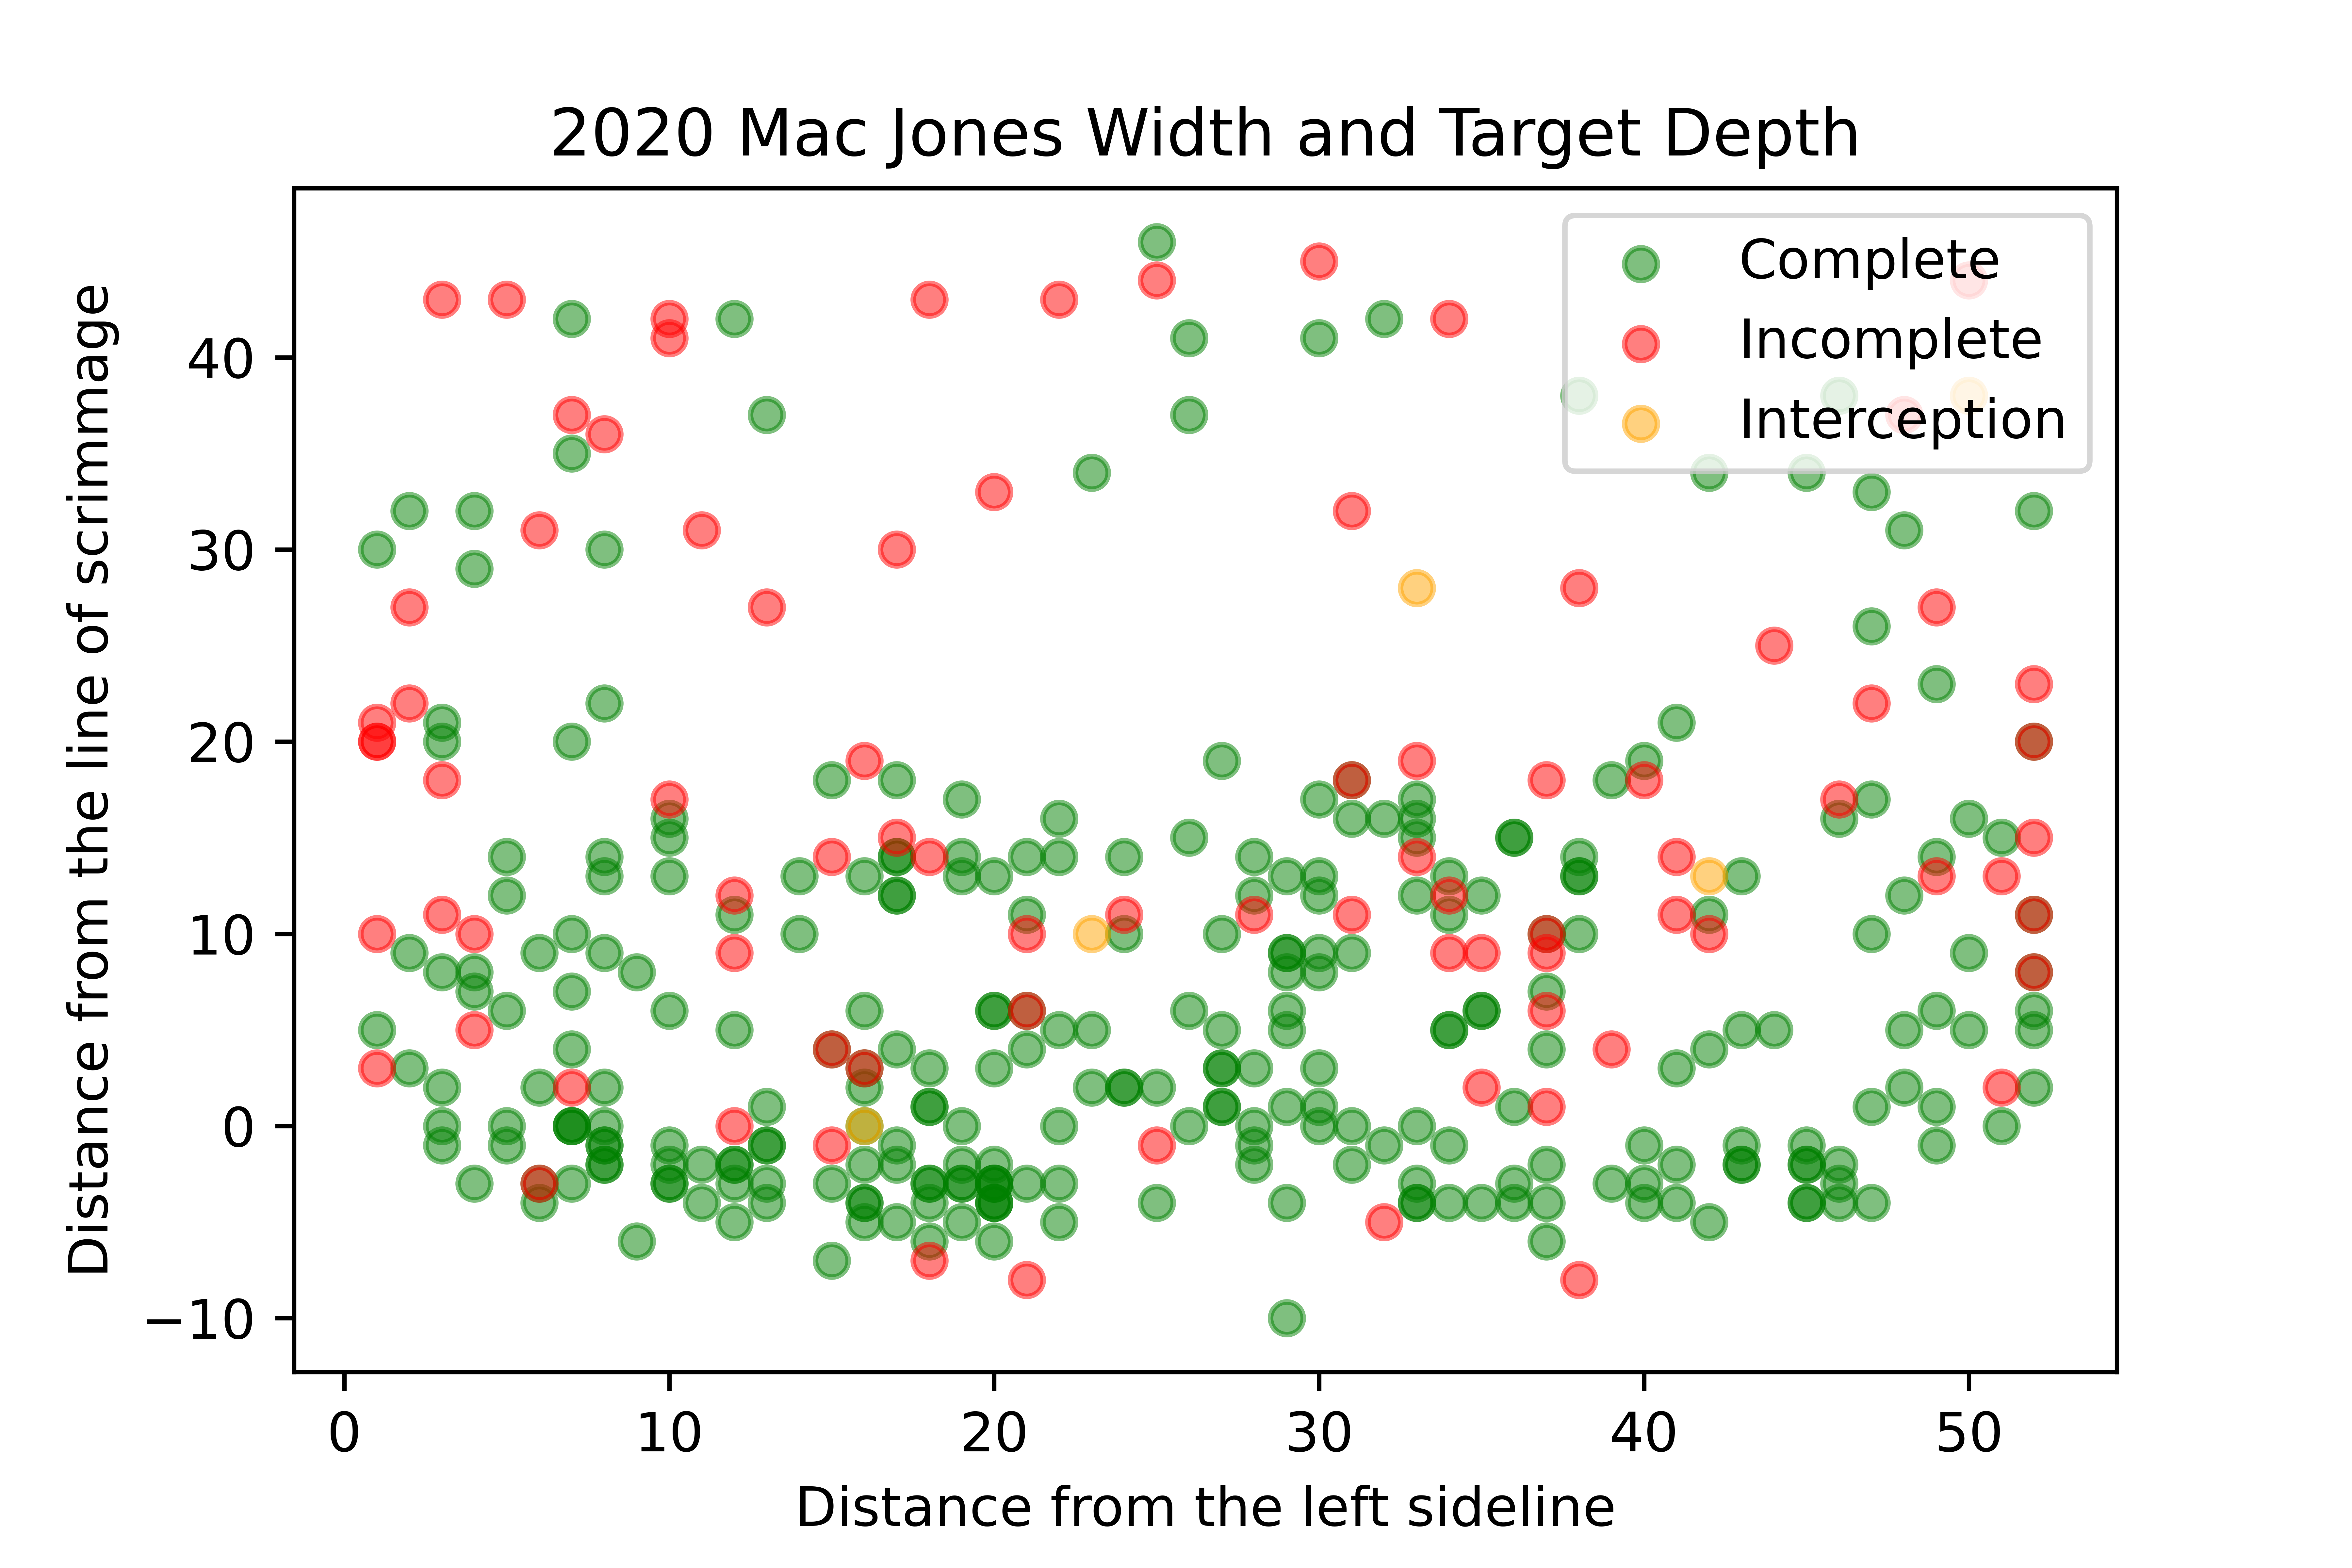 2020 Mac Jones Width and Target Depth
Complete
Incomplete
Interception
Distance from the line of scrimmage
40
30
20
10
0
−10
0 10 20 30 40 50
Distance from the left sideline